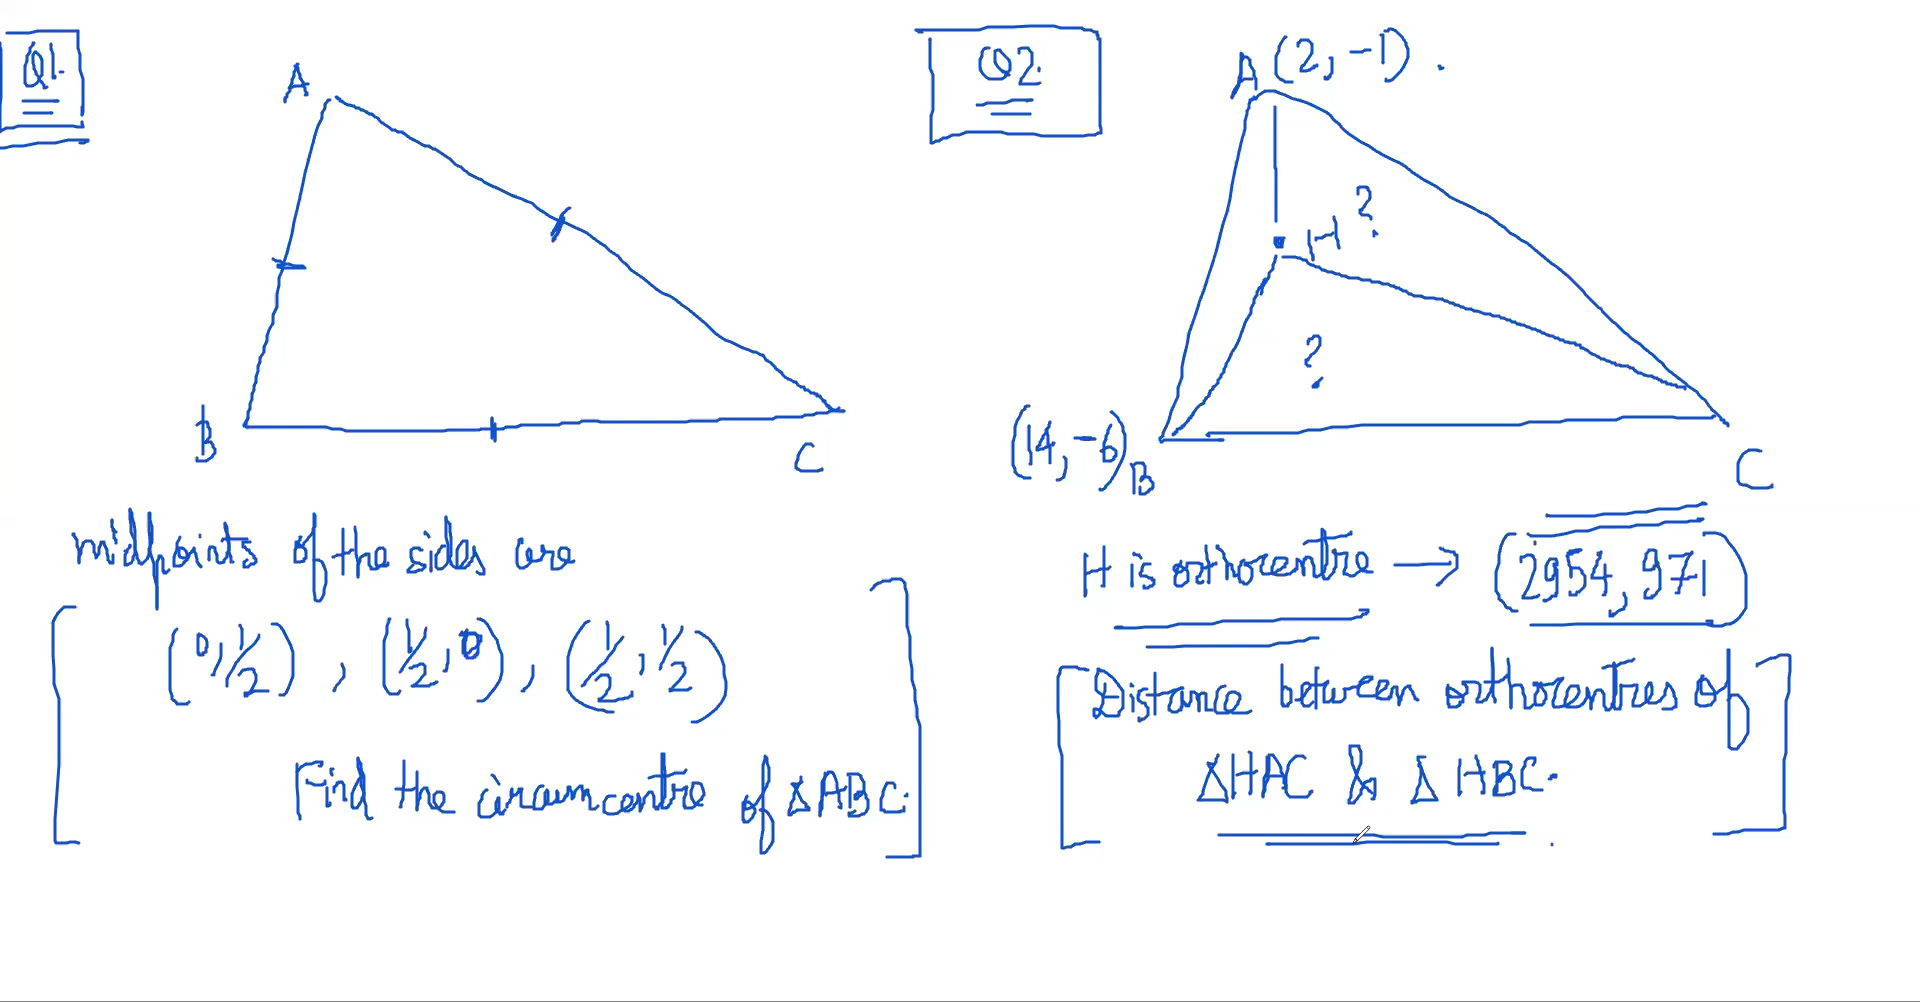 Q1.
A
B
C
midpoints of the sides are
(0, 1/2), (1/2, 0), (1/2, 1/2)
Find the circumcentre of ΔABC.
Q2.
A (2, -1).
H ?
?
(14, -6) B
C
H is orthocentre → (2954, 971)
Distance between orthocentres of
ΔHAC & ΔHBC.